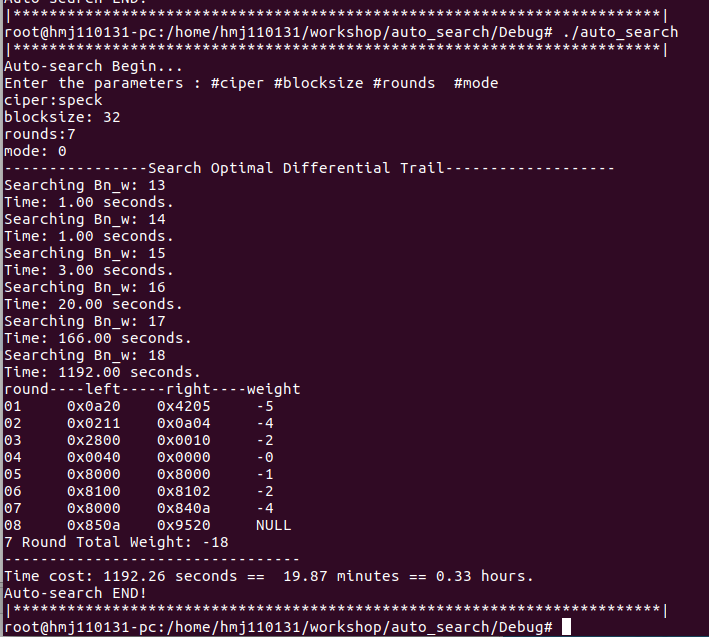 Auto-search END!
|************************************************************************|
root@hmj110131-pc:/home/hmj110131/workshop/auto_search/Debug# ./auto_search
|************************************************************************|
Auto-search Begin...
Enter the parameters : #ciper #blocksize #rounds  #mode
ciper:speck
blocksize: 32
rounds:7
mode: 0
----------------Search Optimal Differential Trail-------------------
Searching Bn_w: 13
Time: 1.00 seconds.
Searching Bn_w: 14
Time: 1.00 seconds.
Searching Bn_w: 15
Time: 3.00 seconds.
Searching Bn_w: 16
Time: 20.00 seconds.
Searching Bn_w: 17
Time: 166.00 seconds.
Searching Bn_w: 18
Time: 1192.00 seconds.
round----left-----right----weight
01     0x0a20     0x4205     -5
02     0x0211     0x0a04     -4
03     0x2800     0x0010     -2
04     0x0040     0x0000     -0
05     0x8000     0x8000     -1
06     0x8100     0x8102     -2
07     0x8000     0x840a     -4
08     0x850a     0x9520     NULL
7 Round Total Weight: -18
---------------------------------
Time cost: 1192.26 seconds ==  19.87 minutes == 0.33 hours.
Auto-search END!
|************************************************************************|
root@hmj110131-pc:/home/hmj110131/workshop/auto_search/Debug#